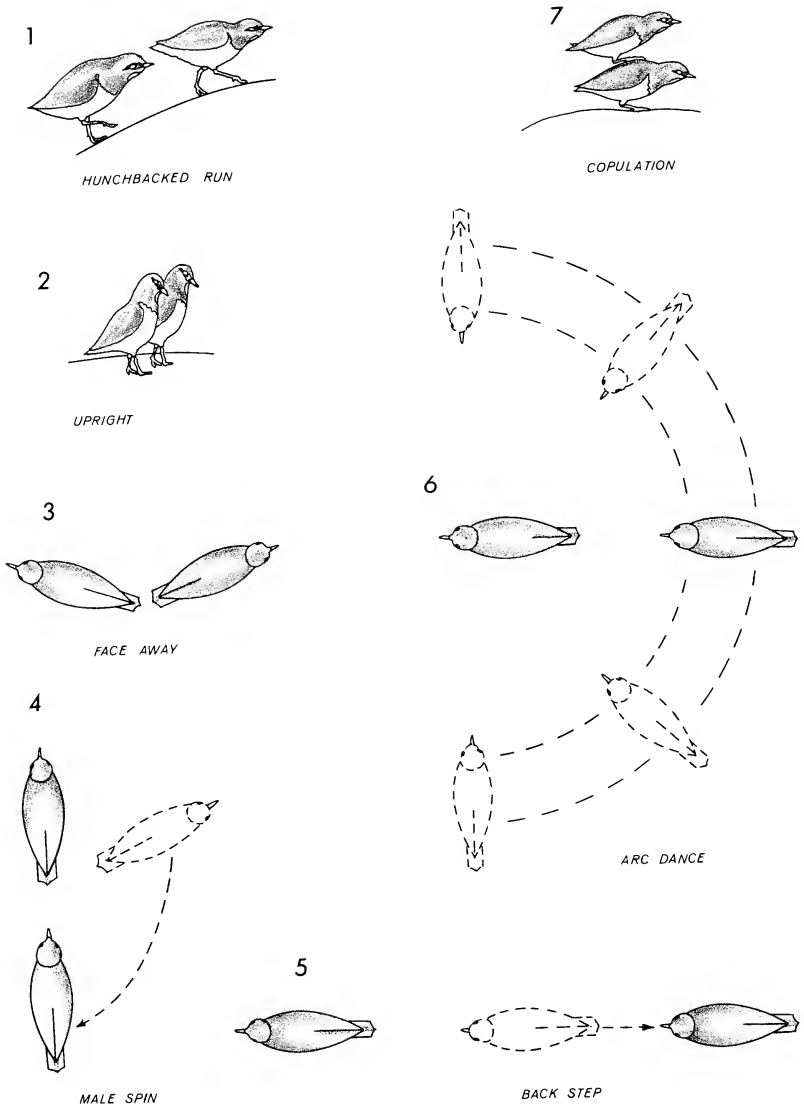 1
HUNCHBACKED RUN
2
UPRIGHT
3
FACE AWAY
4
MALE SPIN
5
BACK STEP
6
ARC DANCE
7
COPULATION